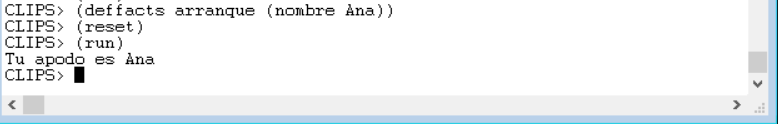 CLIPS> (deffacts arranque (nombre Ana))
CLIPS> (reset)
CLIPS> (run)
Tu apodo es Ana
CLIPS>